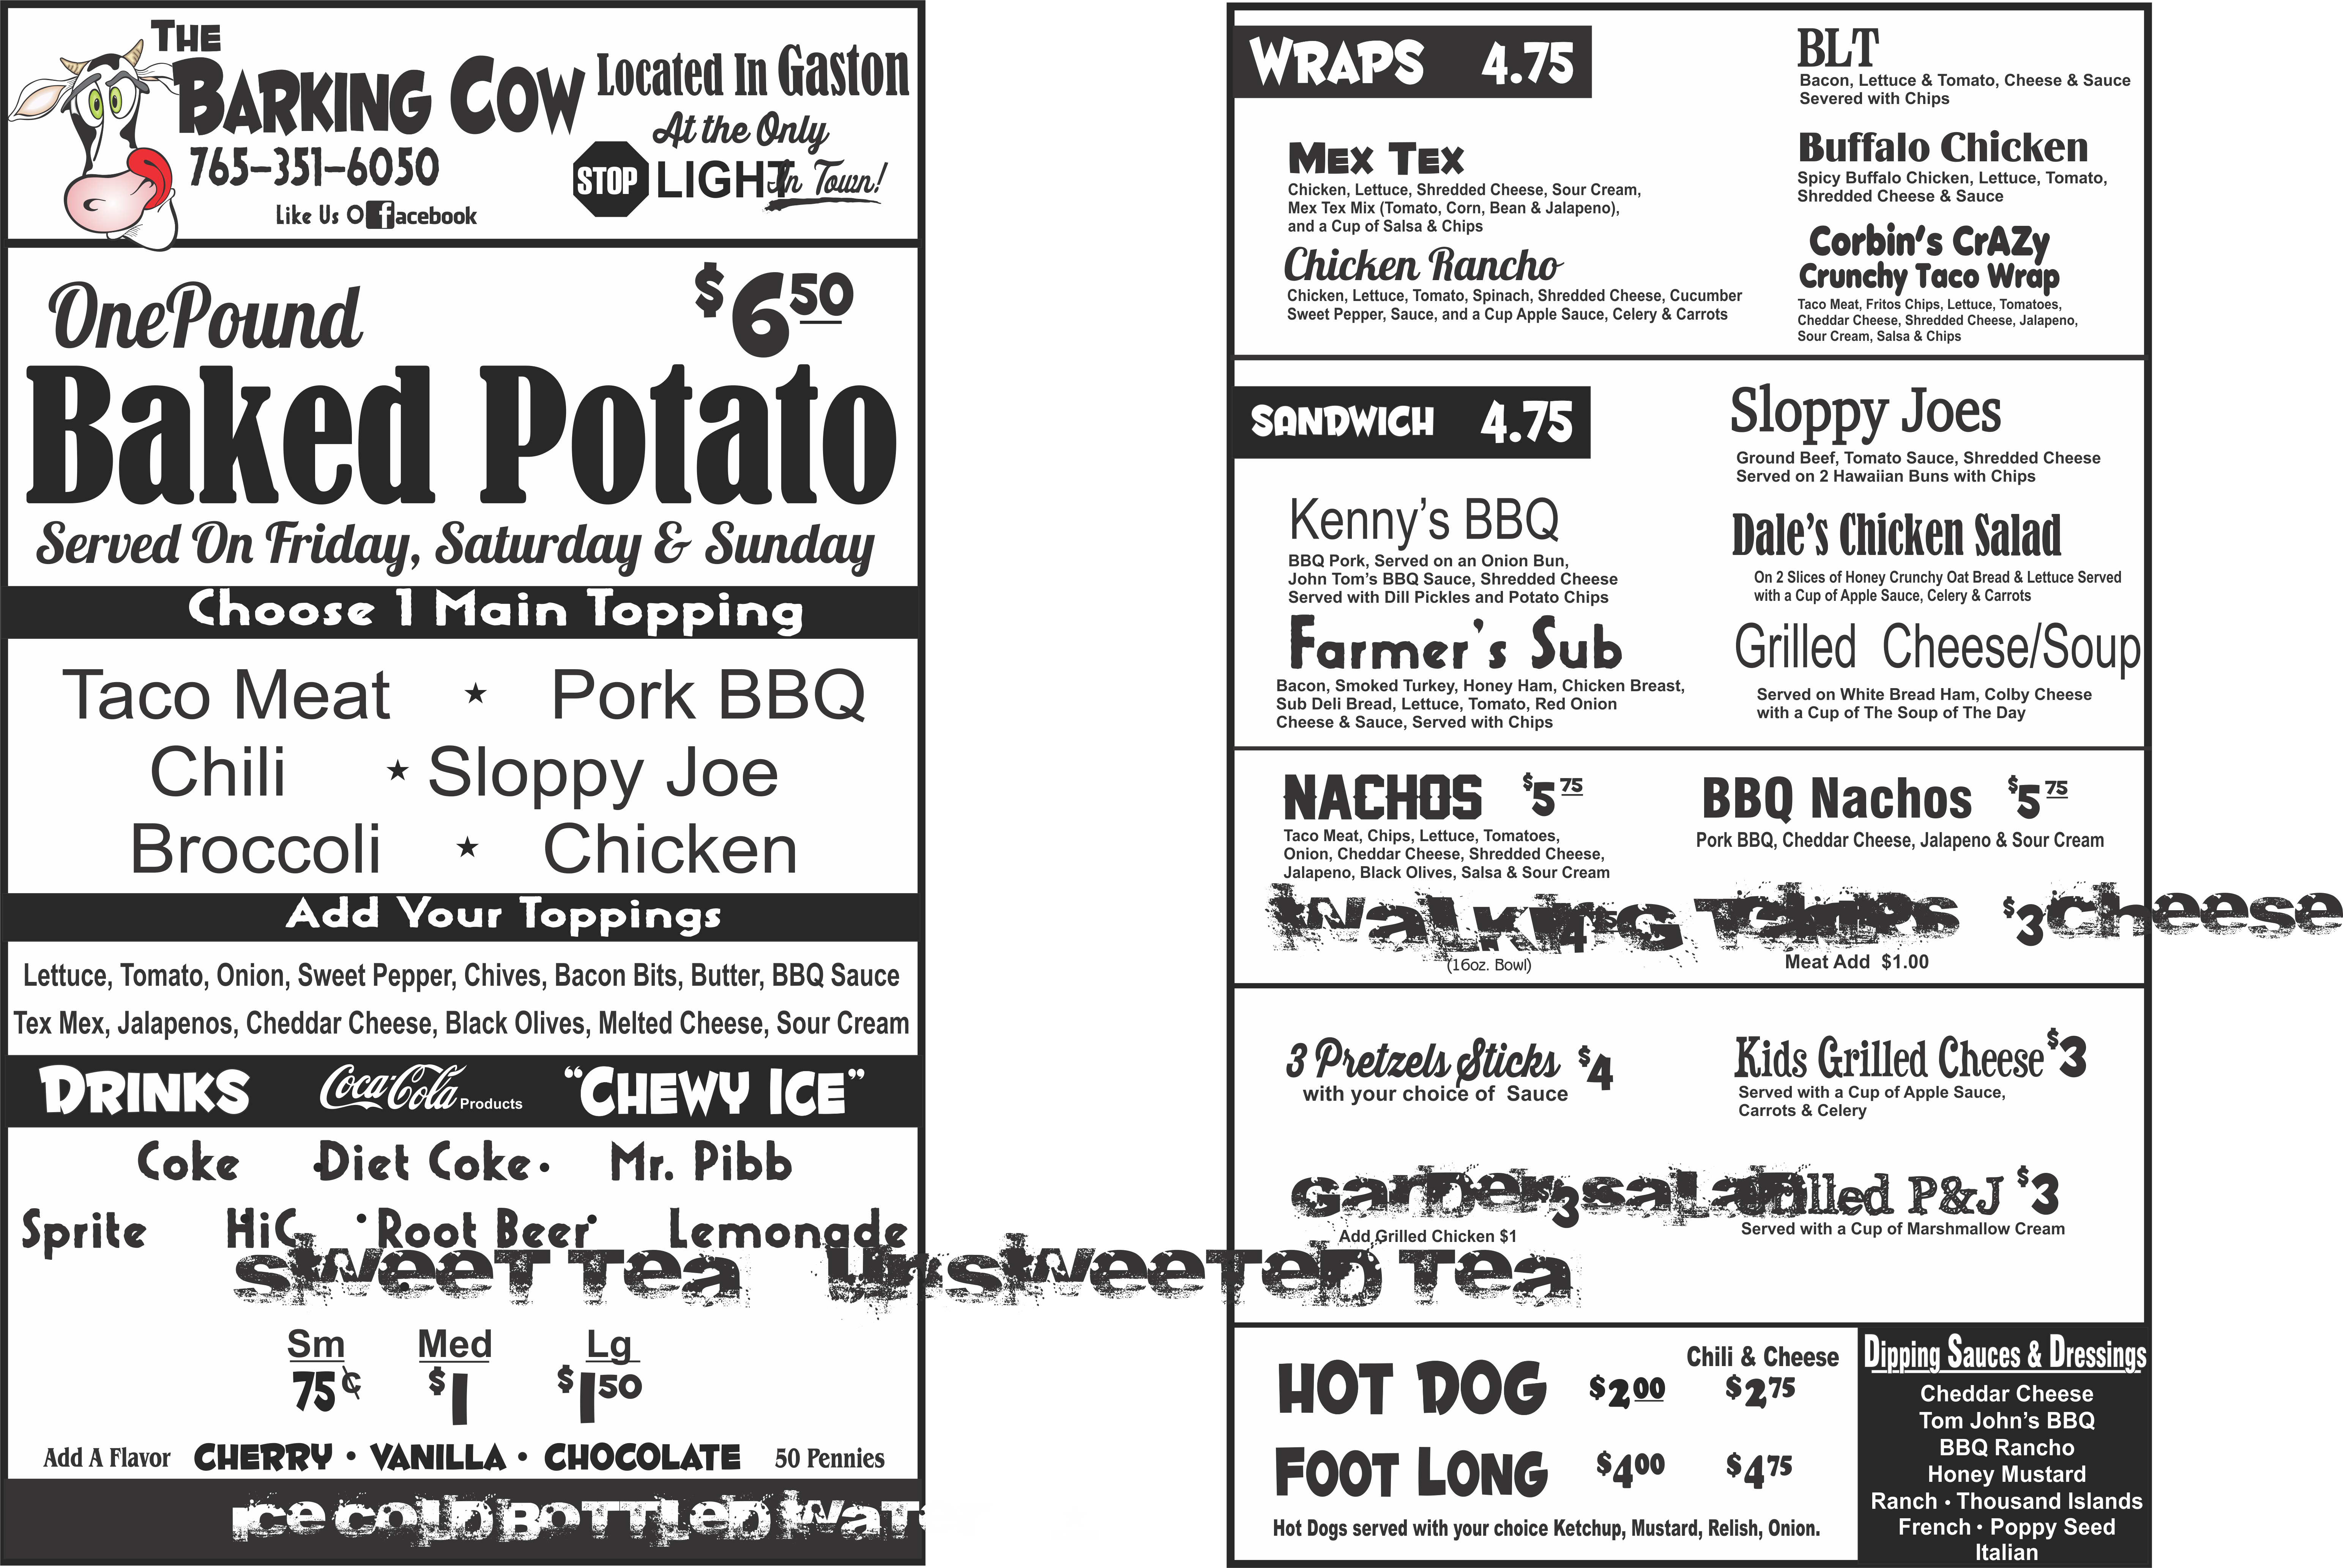 THE
BARKING COW
765-351-6050
Like Us O facebook
Located In Gaston
At the Only
STOP LIGHT In Town!
OnePound
$6 50
Baked Potato
Served On Friday, Saturday & Sunday
Choose 1 Main Topping
Taco Meat ★ Pork BBQ
Chili ★ Sloppy Joe
Broccoli ★ Chicken
Add Your Toppings
Lettuce, Tomato, Onion, Sweet Pepper, Chives, Bacon Bits, Butter, BBQ Sauce
Tex Mex, Jalapenos, Cheddar Cheese, Black Olives, Melted Cheese, Sour Cream
DRINKS Coca-Cola Products “CHEWY ICE”
Coke • Diet Coke • Mr. Pibb
Sprite HiC • Root Beer • Lemonade
Sweet Tea Unsweeted Tea
Sm Med Lg
75¢ $1 $1 50
Add A Flavor CHERRY • VANILLA • CHOCOLATE 50 Pennies
Ice Cold Bottled Wat
WRAPS 4.75
MEX TEX
Chicken, Lettuce, Shredded Cheese, Sour Cream,
Mex Tex Mix (Tomato, Corn, Bean & Jalapeno),
and a Cup of Salsa & Chips
Chicken Rancho
Chicken, Lettuce, Tomato, Spinach, Shredded Cheese, Cucumber
Sweet Pepper, Sauce, and a Cup Apple Sauce, Celery & Carrots
BLT
Bacon, Lettuce & Tomato, Cheese & Sauce
Severed with Chips
Buffalo Chicken
Spicy Buffalo Chicken, Lettuce, Tomato,
Shredded Cheese & Sauce
Corbin's CrAZy
Crunchy Taco Wrap
Taco Meat, Fritos Chips, Lettuce, Tomatoes,
Cheddar Cheese, Shredded Cheese, Jalapeno,
Sour Cream, Salsa & Chips
SANDWICH 4.75
Kenny's BBQ
BBQ Pork, Served on an Onion Bun,
John Tom's BBQ Sauce, Shredded Cheese
Served with Dill Pickles and Potato Chips
Farmer's Sub
Bacon, Smoked Turkey, Honey Ham, Chicken Breast,
Sub Deli Bread, Lettuce, Tomato, Red Onion
Cheese & Sauce, Served with Chips
Sloppy Joes
Ground Beef, Tomato Sauce, Shredded Cheese
Served on 2 Hawaiian Buns with Chips
Dale's Chicken Salad
On 2 Slices of Honey Crunchy Oat Bread & Lettuce Served
with a Cup of Apple Sauce, Celery & Carrots
Grilled Cheese/Soup
Served on White Bread Ham, Colby Cheese
with a Cup of The Soup of The Day
NACHOS $5 75
Taco Meat, Chips, Lettuce, Tomatoes,
Onion, Cheddar Cheese, Shredded Cheese,
Jalapeno, Black Olives, Salsa & Sour Cream
BBQ Nachos $5 75
Pork BBQ, Cheddar Cheese, Jalapeno & Sour Cream
Walking $4
(16oz. Bowl)
Cheese $3
Meat Add $1.00
3 Pretzels Sticks $4
with your choice of Sauce
Kids Grilled Cheese $3
Served with a Cup of Apple Sauce,
Carrots & Celery
Garden Salad $3
Add Grilled Chicken $1
Grilled P&J $3
Served with a Cup of Marshmallow Cream
Chili & Cheese
HOT DOG $2 00 $2 75
FOOT LONG $4 00 $4 75
Hot Dogs served with your choice Ketchup, Mustard, Relish, Onion.
Dipping Sauces & Dressings
Cheddar Cheese
Tom John's BBQ
BBQ Rancho
Honey Mustard
Ranch • Thousand Islands
French • Poppy Seed
Italian